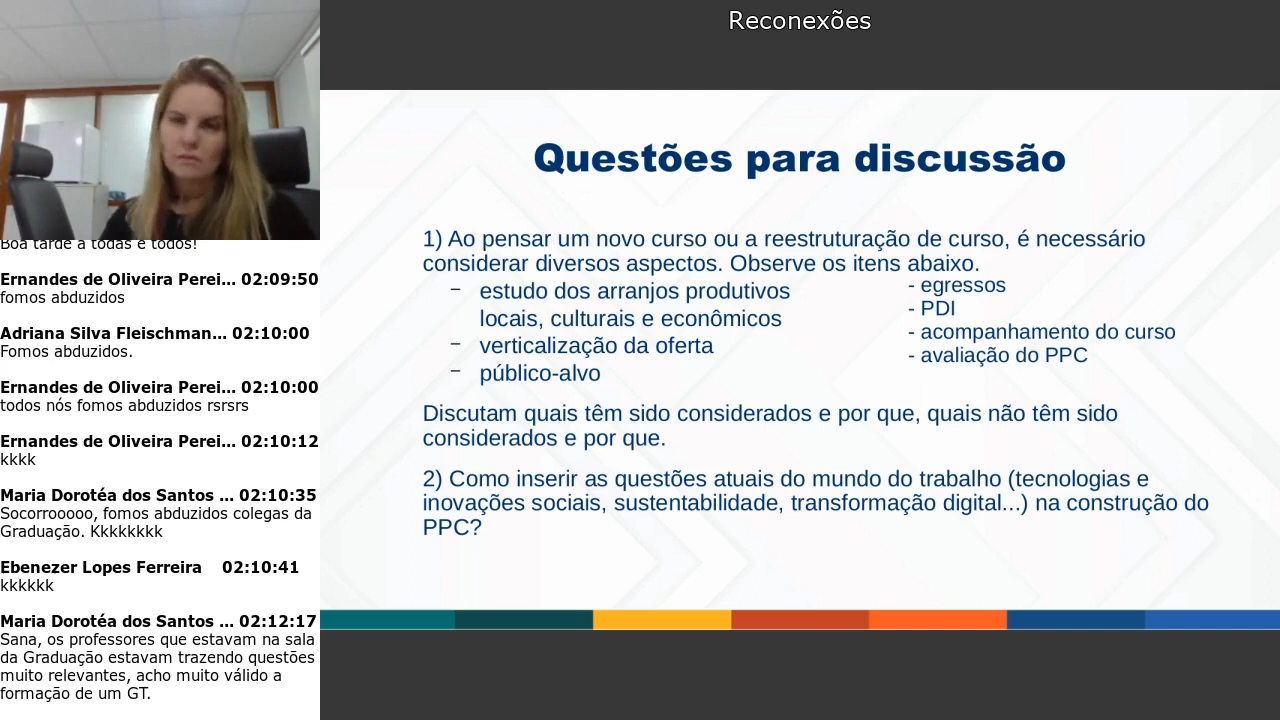 Reconexões
Boa tarde a todas e todos!
Ernandes de Oliveira Perei... 02:09:50
fomos abduzidos
Adriana Silva Fleischman... 02:10:00
Fomos abduzidos.
Ernandes de Oliveira Perei... 02:10:00
todos nós fomos abduzidos rsrsrs
Ernandes de Oliveira Perei... 02:10:12
kkkk
Maria Dorotéa dos Santos ... 02:10:35
Socorrooooo, fomos abduzidos colegas da
Graduação. Kkkkkkkk
Ebenezer Lopes Ferreira 02:10:41
kkkkkk
Maria Dorotéa dos Santos ... 02:12:17
Sana, os professores que estavam na sala
da Graduação estavam trazendo questões
muito relevantes, acho muito válido a
formação de um GT.
Questões para discussão
1) Ao pensar um novo curso ou a reestruturação de curso, é necessário
considerar diversos aspectos. Observe os itens abaixo.
– estudo dos arranjos produtivos
locais, culturais e econômicos
– verticalização da oferta
– público-alvo
- egressos
- PDI
- acompanhamento do curso
- avaliação do PPC
Discutam quais têm sido considerados e por que, quais não têm sido
considerados e por que.
2) Como inserir as questões atuais do mundo do trabalho (tecnologias e
inovações sociais, sustentabilidade, transformação digital...) na construção do
PPC?